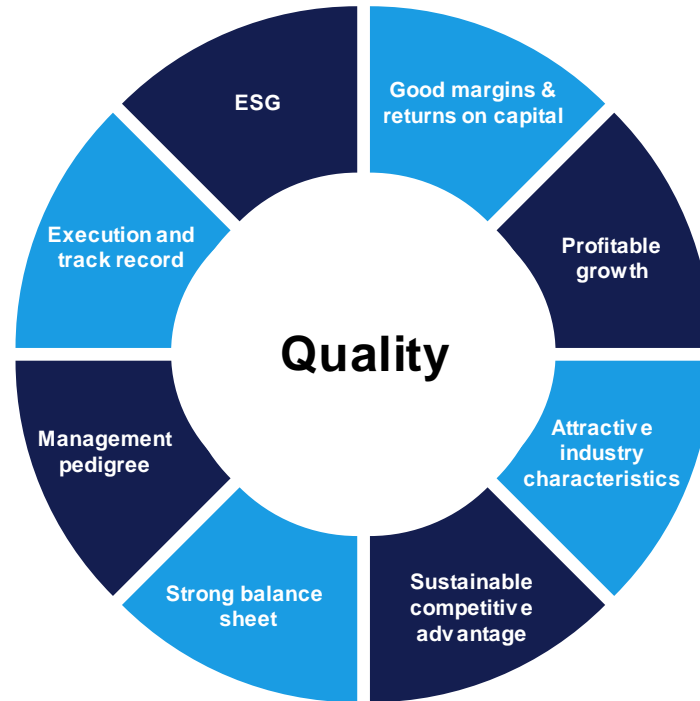 ESG
Good margins &
returns on capital
Profitable
growth
Attractive
industry
characteristics
Sustainable
competitive
advantage
Strong balance
sheet
Management
pedigree
Execution and
track record
Quality